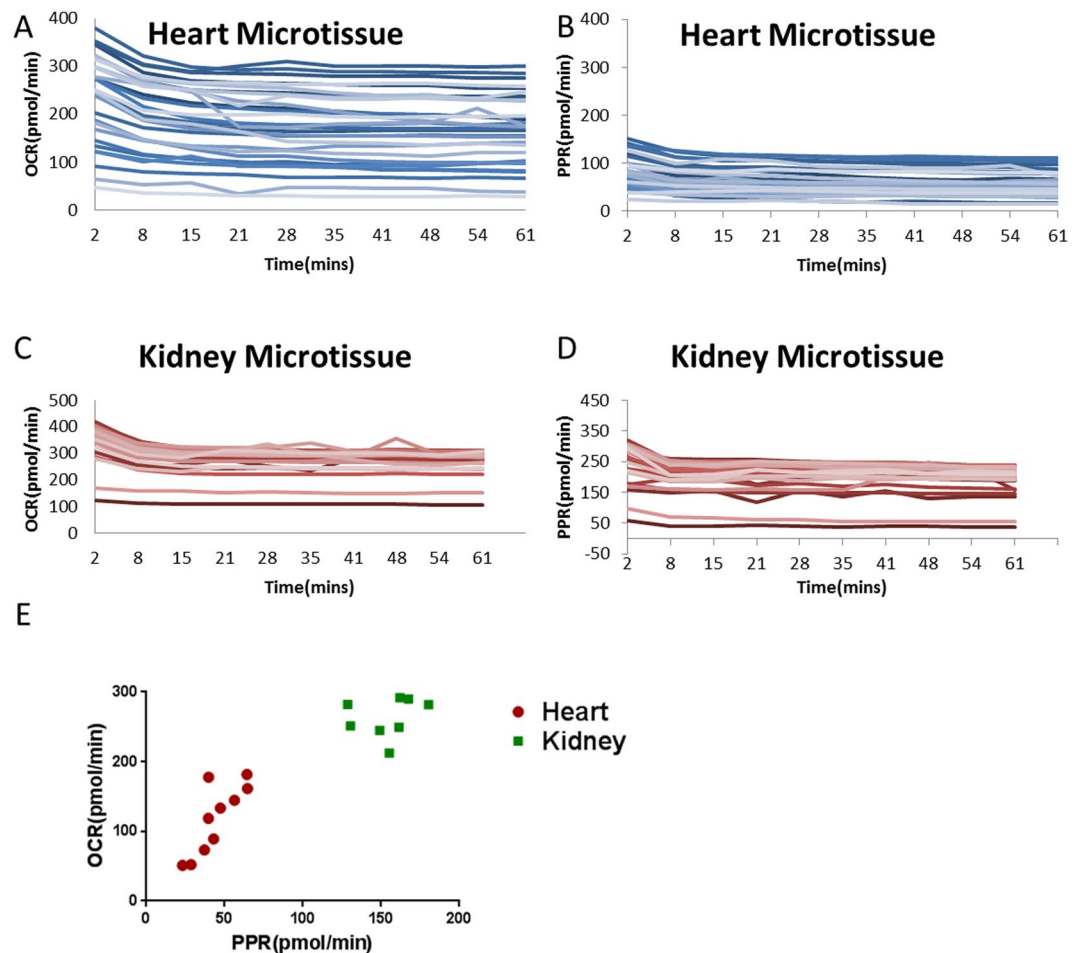 A
Heart Microtissue
OCR(pmol/min)
400
300
200
100
0
2 8 15 21 28 35 41 48 54 61
Time(mins)
B
Heart Microtissue
PPR(pmol/min)
400
300
200
100
0
2 8 15 21 28 35 41 48 54 61
Time(mins)
C
Kidney Microtissue
OCR(pmol/min)
500
400
300
200
100
0
2 8 15 21 28 35 41 48 54 61
Time(mins)
D
Kidney Microtissue
PPR(pmol/min)
450
350
250
150
50
-50
2 8 15 21 28 35 41 48 54 61
Time(mins)
E
OCR(pmol/min)
300
200
100
0
0 50 100 150 200
PPR(pmol/min)
Heart
Kidney